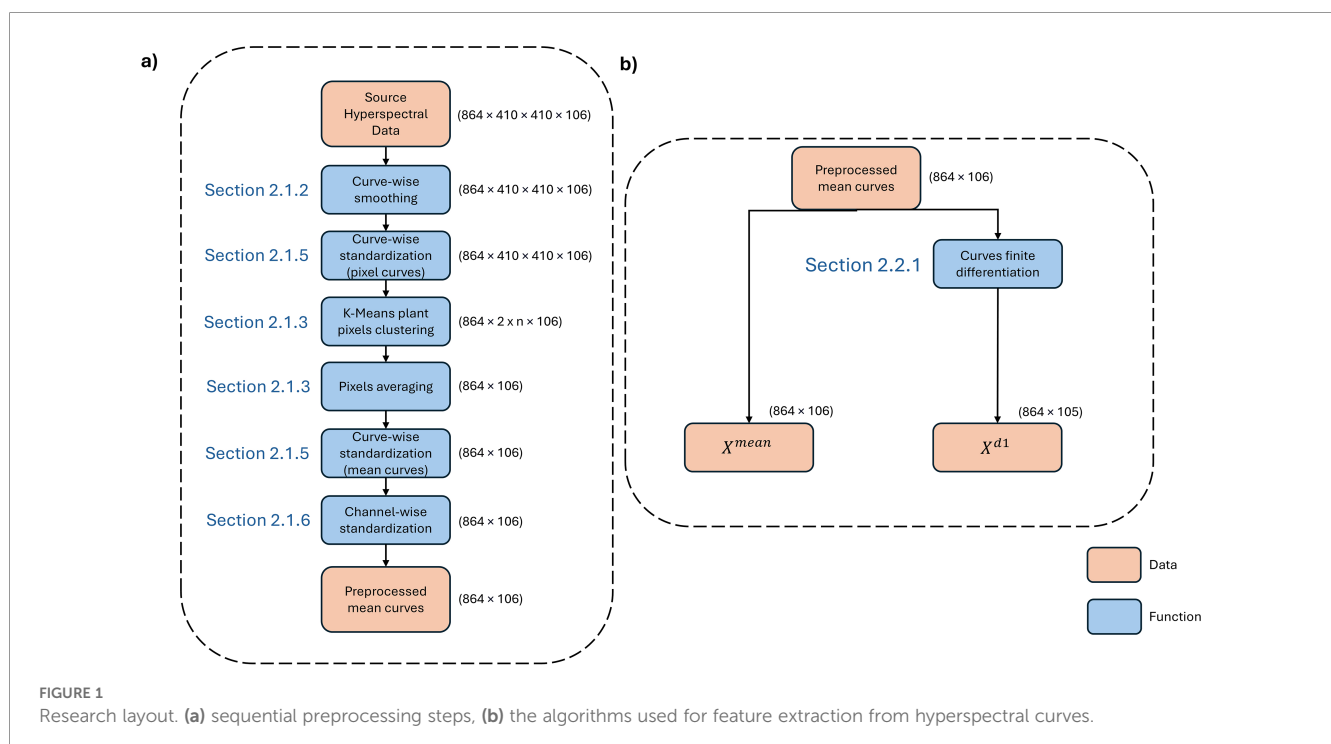 a)
Source
Hyperspectral
Data
(864 × 410 × 410 × 106)
Section 2.1.2
Curve-wise
smoothing
(864 × 410 × 410 × 106)
Section 2.1.5
Curve-wise
standardization
(pixel curves)
(864 × 410 × 410 × 106)
Section 2.1.3
K-Means plant
pixels clustering
(864 × 2 x n × 106)
Section 2.1.3
Pixels averaging
(864 × 106)
Section 2.1.5
Curve-wise
standardization
(mean curves)
(864 × 106)
Section 2.1.6
Channel-wise
standardization
(864 × 106)
Preprocessed
mean curves
(864 × 106)
b)
Preprocessed
mean curves
(864 × 106)
Section 2.2.1
Curves finite
differentiation
(864 × 106)
X^{mean}
(864 × 105)
X^{d1}
Data
Function
FIGURE 1
Research layout. (a) sequential preprocessing steps, (b) the algorithms used for feature extraction from hyperspectral curves.